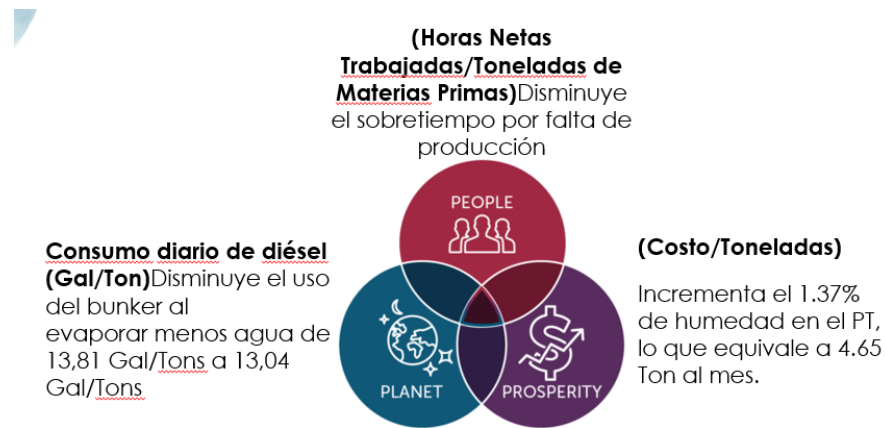 (Horas Netas
Trabajadas/Toneladas de
Materias Primas)Disminuye
el sobretiempo por falta de
producción
PEOPLE
Consumo diario de diésel
(Gal/Ton)Disminuye el uso
del bunker al
evaporar menos agua de
13,81 Gal/Tons a 13,04
Gal/Tons
PLANET
PROSPERITY
(Costo/Toneladas)
Incrementa el 1.37%
de humedad en el PT,
lo que equivale a 4.65
Ton al mes.